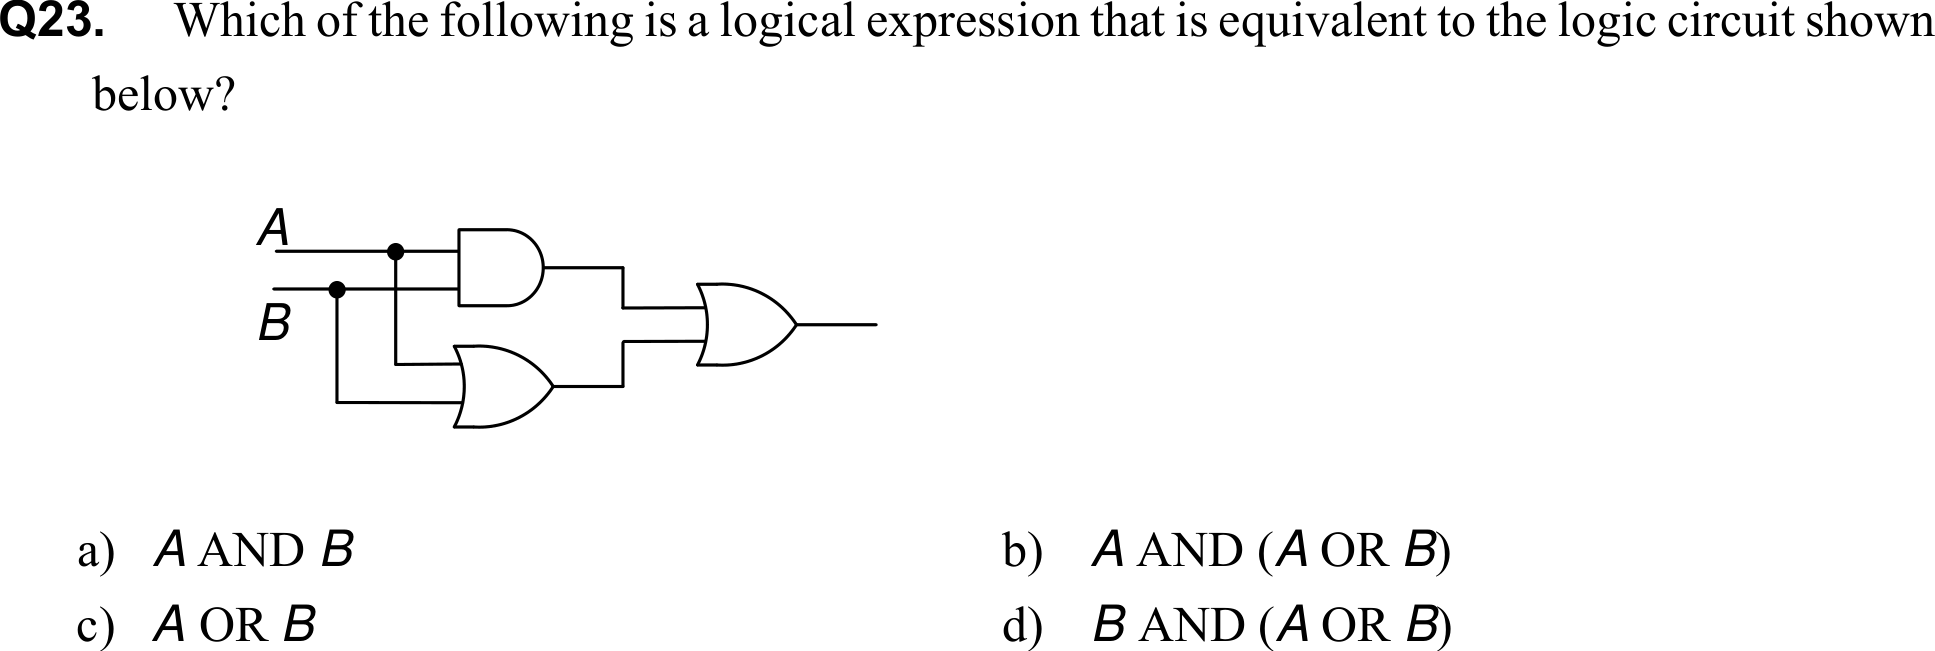 Q23. Which of the following is a logical expression that is equivalent to the logic circuit shown
below?
A
B
a) A AND B
b) A AND (A OR B)
c) A OR B
d) B AND (A OR B)